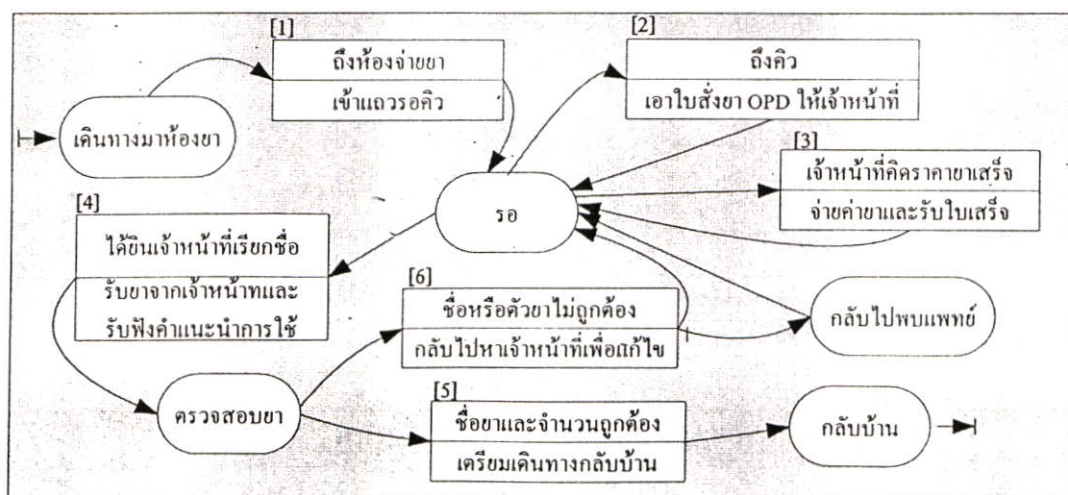 [1]
ถึงห้องจ่ายยา
เข้าแถวรอคิว
[2]
ถึงคิว
เอาใบสั่งยา OPD ให้เจ้าหน้าที่
เดินทางมาห้องยา
[3]
เจ้าหน้าที่คิดราคายาเสร็จ
จ่ายค่ายาและรับใบเสร็จ
รอ
[4]
ได้ยินเจ้าหน้าที่เรียกชื่อ
รับยาจากเจ้าหน้าทและ
รับฟังคำแนะนำการใช้
[6]
ชื่อหรือตัวยาไม่ถูกต้อง
กลับไปหาเจ้าหน้าที่เพื่อแก้ไข
กลับไปพบแพทย์
ตรวจสอบยา
[5]
ชื่อยาและจำนวนถูกต้อง
เตรียมเดินทางกลับบ้าน
กลับบ้าน